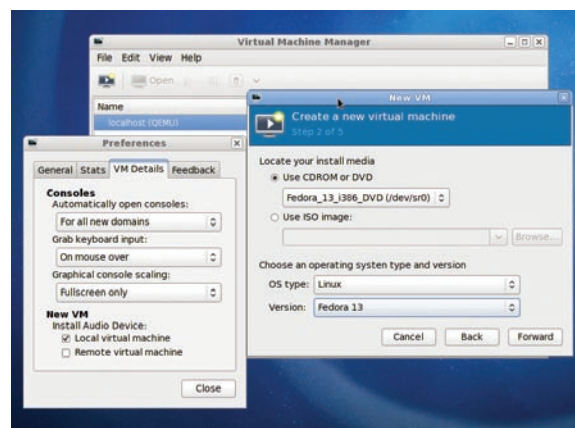 Virtual Machine Manager
File Edit View Help
Open
Name
localhost (QEMU)
Preferences
General Stats VM Details Feedback
Consoles
Automatically open consoles:
For all new domains
Grab keyboard input:
On mouse over
Graphical console scaling:
Fullscreen only
New VM
Install Audio Device:
Local virtual machine
Remote virtual machine
Close
New VM
Create a new virtual machine
Step 2 of 5
Locate your install media
Use CDROM or DVD
Fedora_13_i386_DVD (/dev/sr0)
Use ISO image:
Browse...
Choose an operating systen type and version
OS type: Linux
Version: Fedora 13
Cancel Back Forward